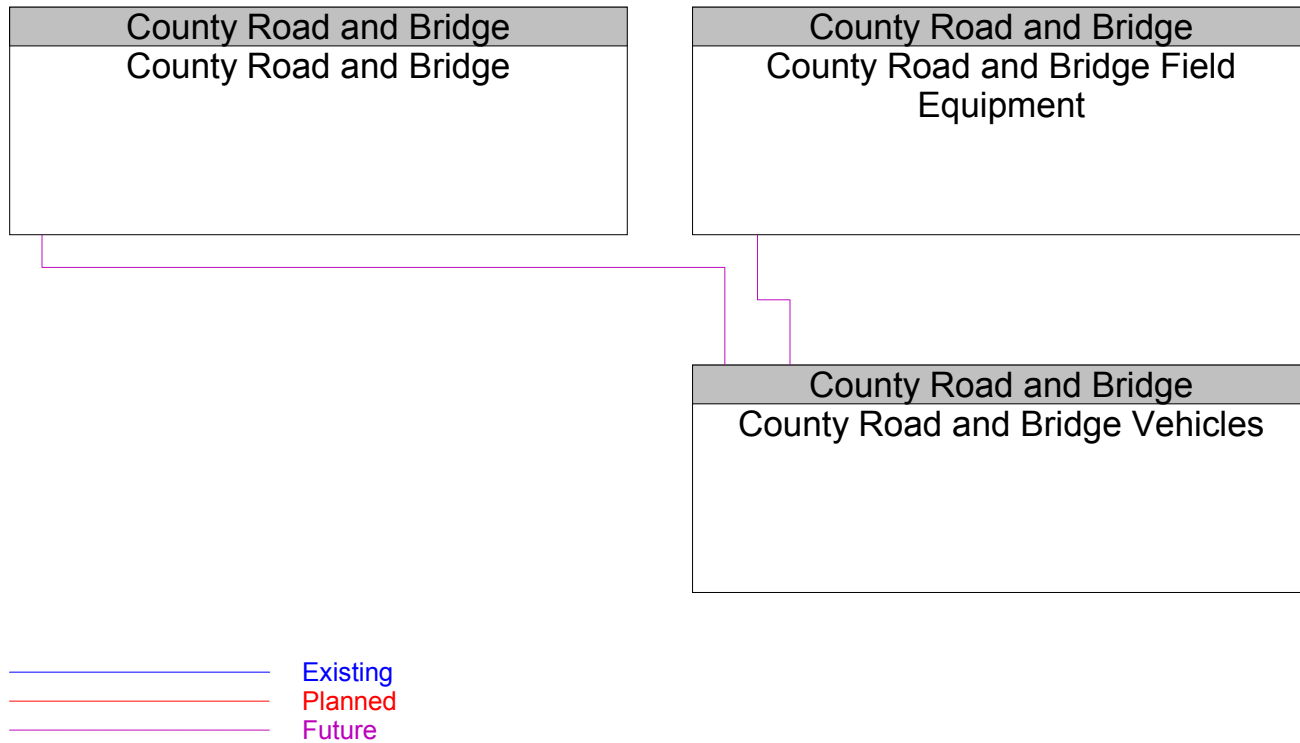 County Road and Bridge
County Road and Bridge
County Road and Bridge
County Road and Bridge Field
Equipment
County Road and Bridge
County Road and Bridge Vehicles
Existing
Planned
Future